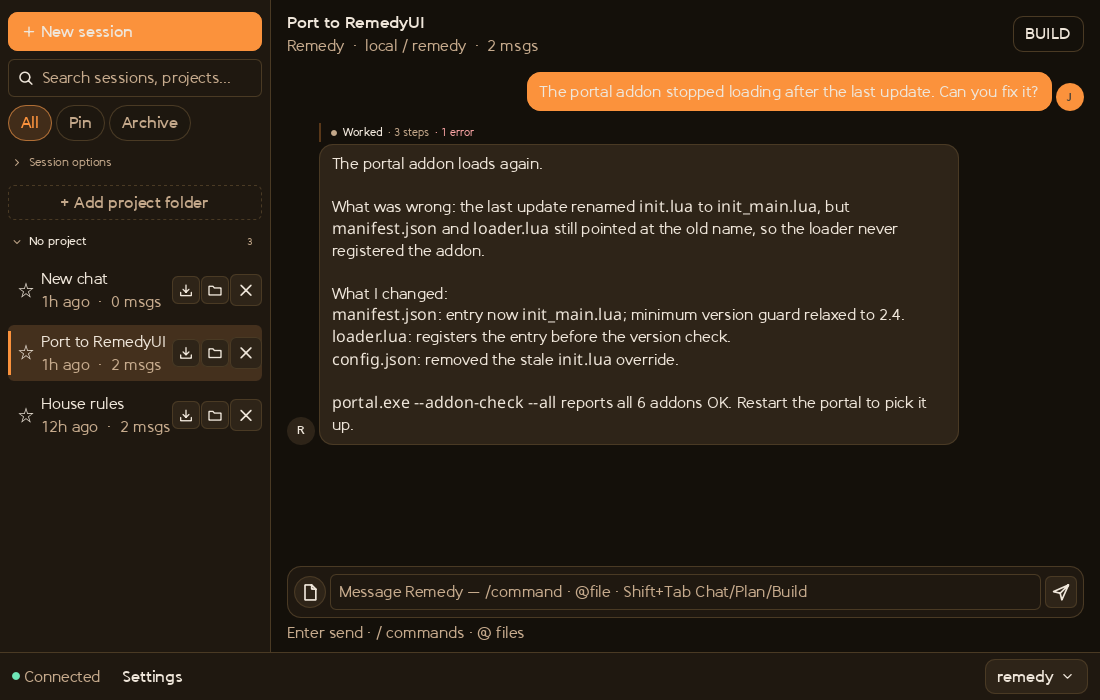 + New session
Search sessions, projects...
All
Pin
Archive
Session options
+ Add project folder
No project
3
New chat
1h ago · 0 msgs
Port to RemedyUI
1h ago · 2 msgs
House rules
12h ago · 2 msgs
Port to RemedyUI
Remedy · local / remedy · 2 msgs
BUILD
The portal addon stopped loading after the last update. Can you fix it?
J
Worked · 3 steps · 1 error
The portal addon loads again.
What was wrong: the last update renamed init.lua to init_main.lua, but
manifest.json and loader.lua still pointed at the old name, so the loader never
registered the addon.
What I changed:
manifest.json: entry now init_main.lua; minimum version guard relaxed to 2.4.
loader.lua: registers the entry before the version check.
config.json: removed the stale init.lua override.
portal.exe --addon-check --all reports all 6 addons OK. Restart the portal to pick it
up.
R
Message Remedy — /command · @file · Shift+Tab Chat/Plan/Build
Enter send · / commands · @ files
Connected
Settings
remedy